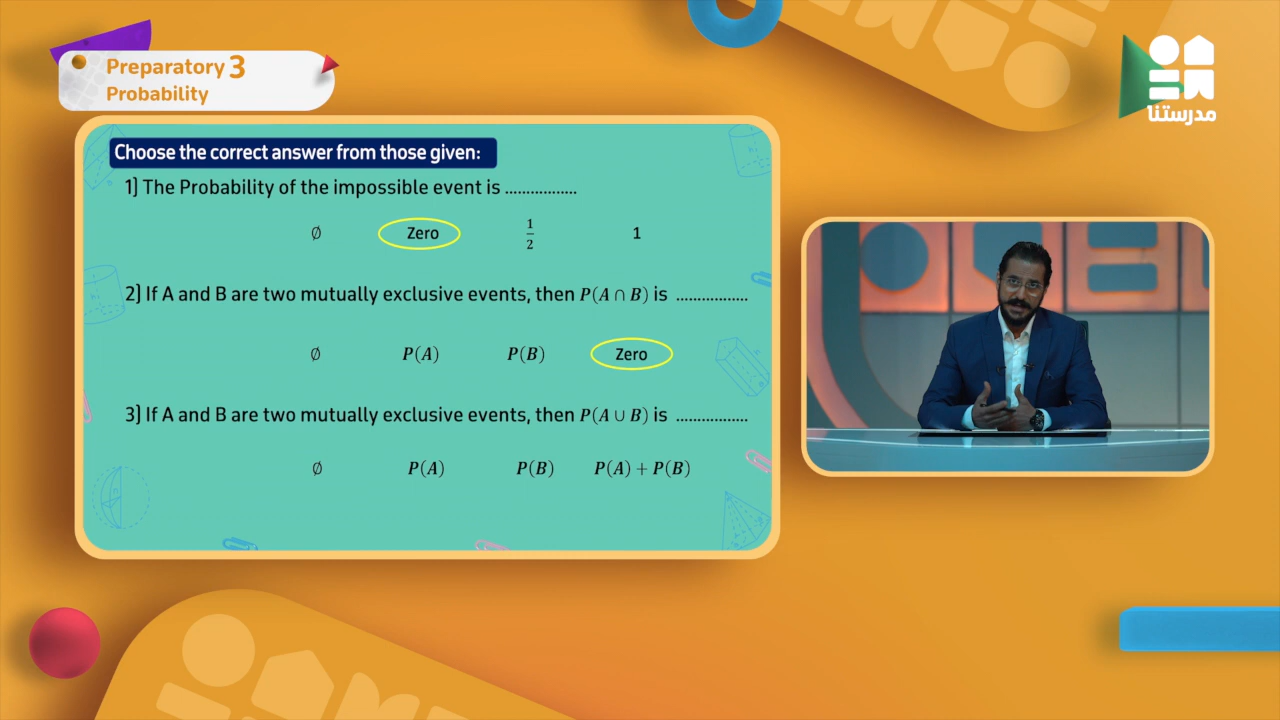 Preparatory 3
Probability
مدرستنا
Choose the correct answer from those given:
1] The Probability of the impossible event is ................
∅ Zero 1/2 1
2] If A and B are two mutually exclusive events, then P(A ∩ B) is ................
∅ P(A) P(B) Zero
3] If A and B are two mutually exclusive events, then P(A ∪ B) is ................
∅ P(A) P(B) P(A) + P(B)